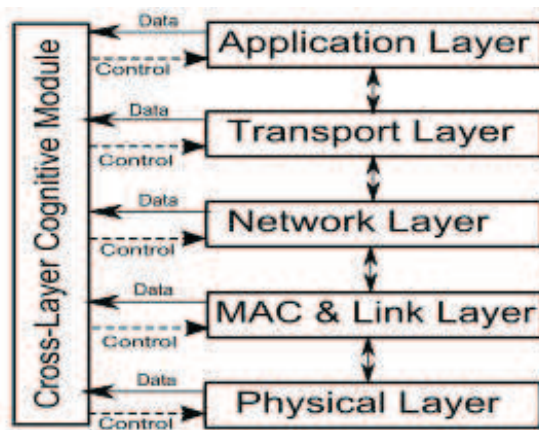 Cross-Layer Cognitive Module
Data
Application Layer
Control
Data
Transport Layer
Control
Data
Network Layer
Control
Data
MAC & Link Layer
Control
Data
Physical Layer
Control